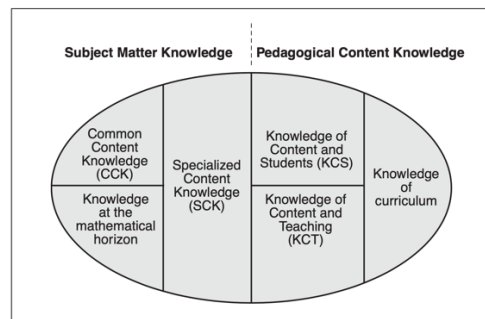 Subject Matter Knowledge
Pedagogical Content Knowledge
Common
Content
Knowledge
(CCK)
Knowledge
at the
mathematical
horizon
Specialized
Content
Knowledge
(SCK)
Knowledge of
Content and
Students (KCS)
Knowledge of
Content and
Teaching
(KCT)
Knowledge
of
curriculum